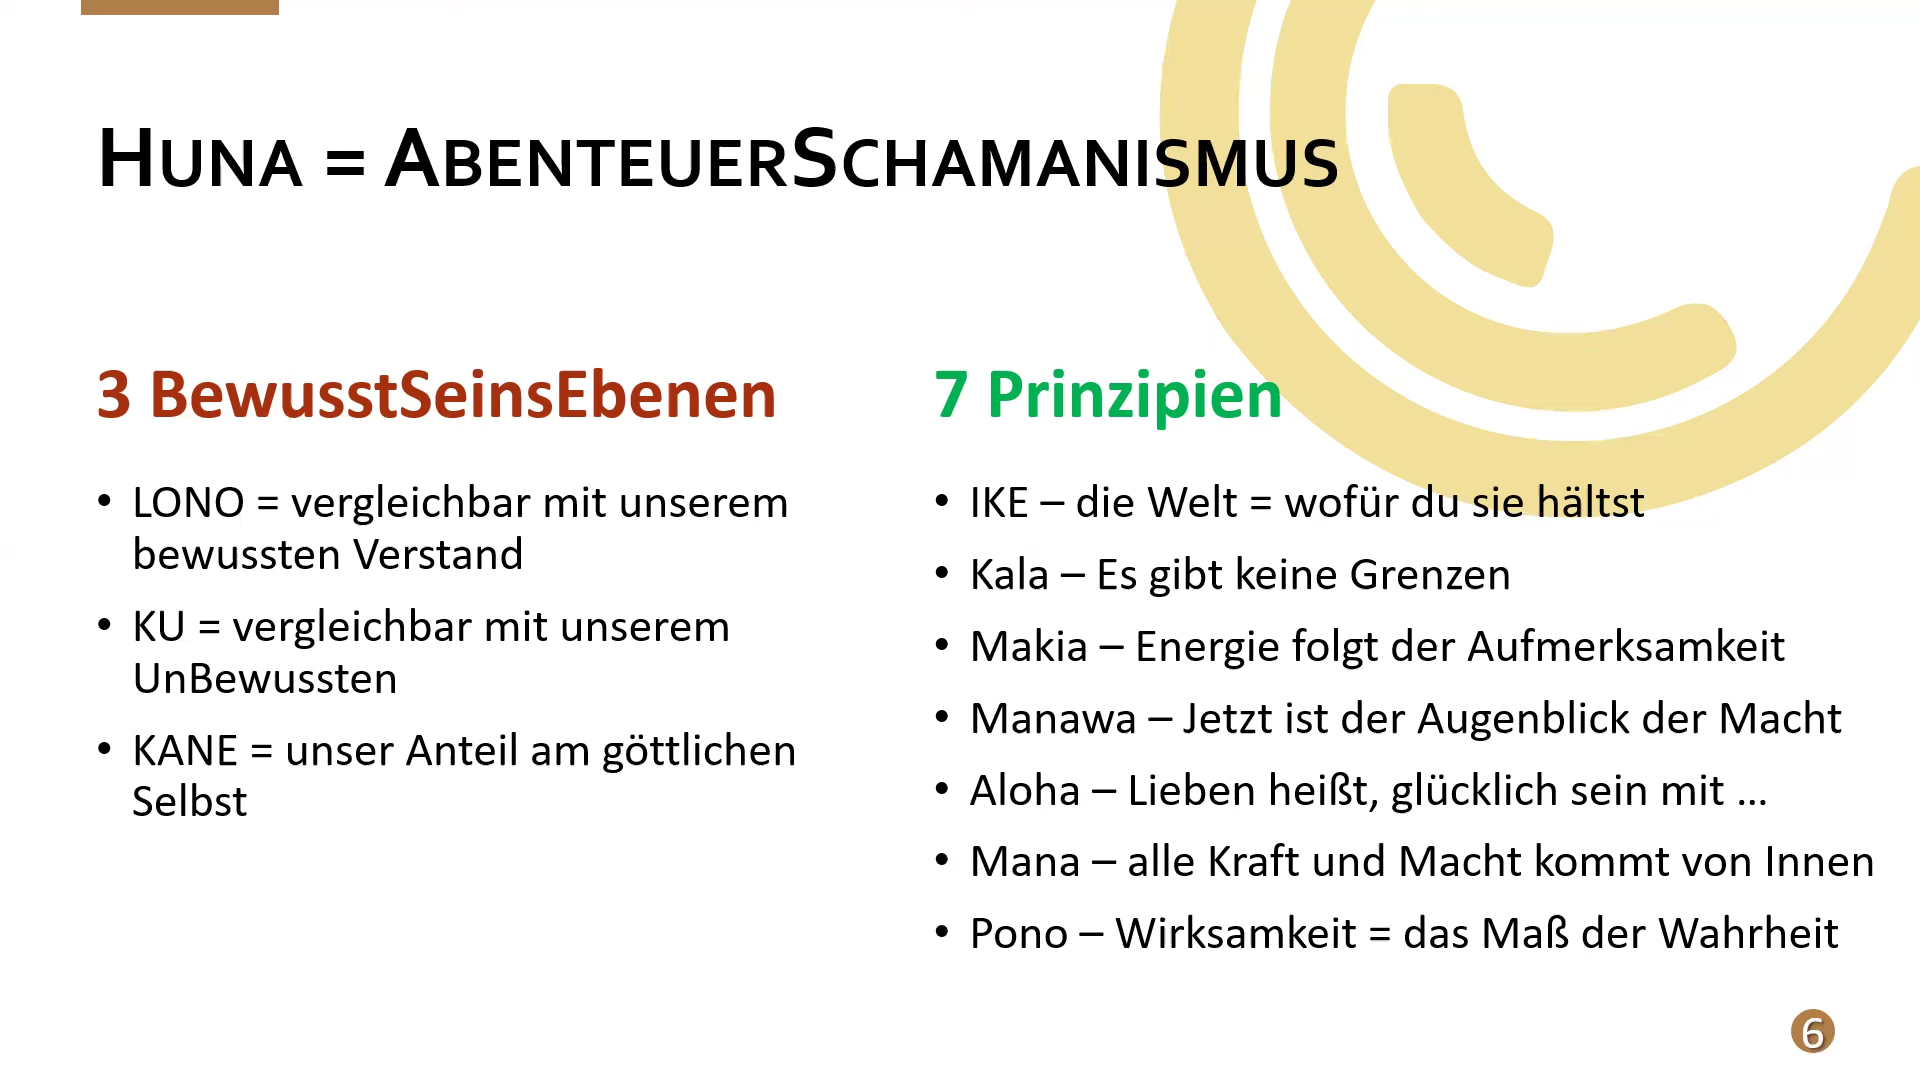 HUNA = ABENTEUERSCHAMANISMUS
3 BewusstSeinsEbenen
• LONO = vergleichbar mit unserem
bewussten Verstand
• KU = vergleichbar mit unserem
UnBewussten
• KANE = unser Anteil am göttlichen
Selbst
7 Prinzipien
• IKE – die Welt = wofür du sie hältst
• Kala – Es gibt keine Grenzen
• Makia – Energie folgt der Aufmerksamkeit
• Manawa – Jetzt ist der Augenblick der Macht
• Aloha – Lieben heißt, glücklich sein mit ...
• Mana – alle Kraft und Macht kommt von Innen
• Pono – Wirksamkeit = das Maß der Wahrheit
6